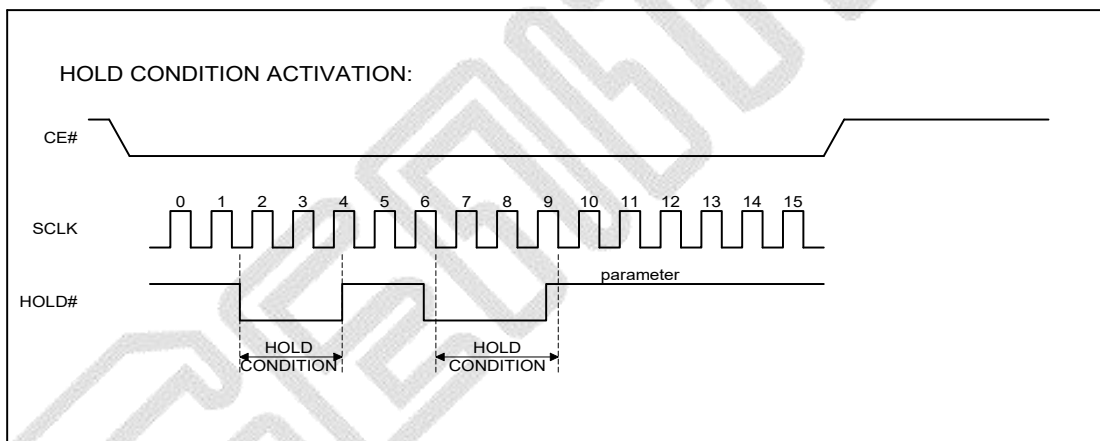 HOLD CONDITION ACTIVATION:
CE#
0 1 2 3 4 5 6 7 8 9 10 11 12 13 14 15
SCLK
parameter
HOLD#
HOLD HOLD
CONDITION CONDITION